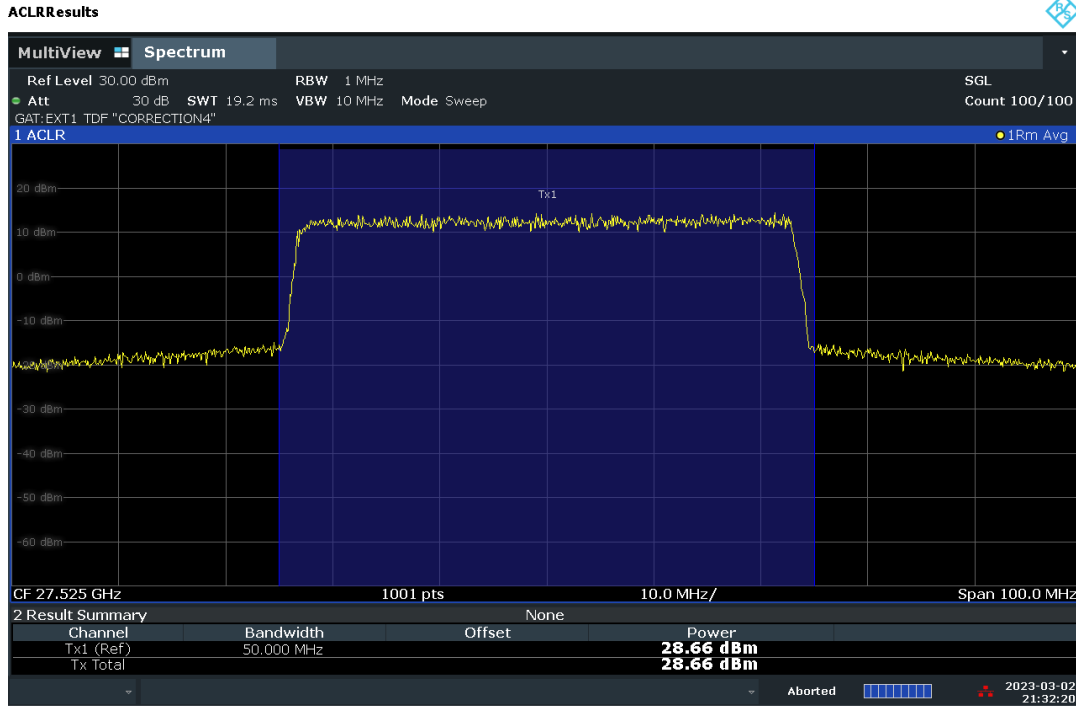 ACLRResults
R&S
MultiView Spectrum
Ref Level 30.00 dBm RBW 1 MHz SGL
Att 30 dB SWT 19.2 ms VBW 10 MHz Mode Sweep Count 100/100
GAT:EXT1 TDF "CORRECTION4"
1 ACLR 1Rm Avg
Tx1
20 dBm
10 dBm
0 dBm
-10 dBm
-30 dBm
-40 dBm
-50 dBm
-60 dBm
CF 27.525 GHz 1001 pts 10.0 MHz/ Span 100.0 MHz
2 Result Summary None
Channel Bandwidth Offset Power
Tx1 (Ref) 50.000 MHz 28.66 dBm
Tx Total 28.66 dBm
Aborted 2023-03-02
21:32:20